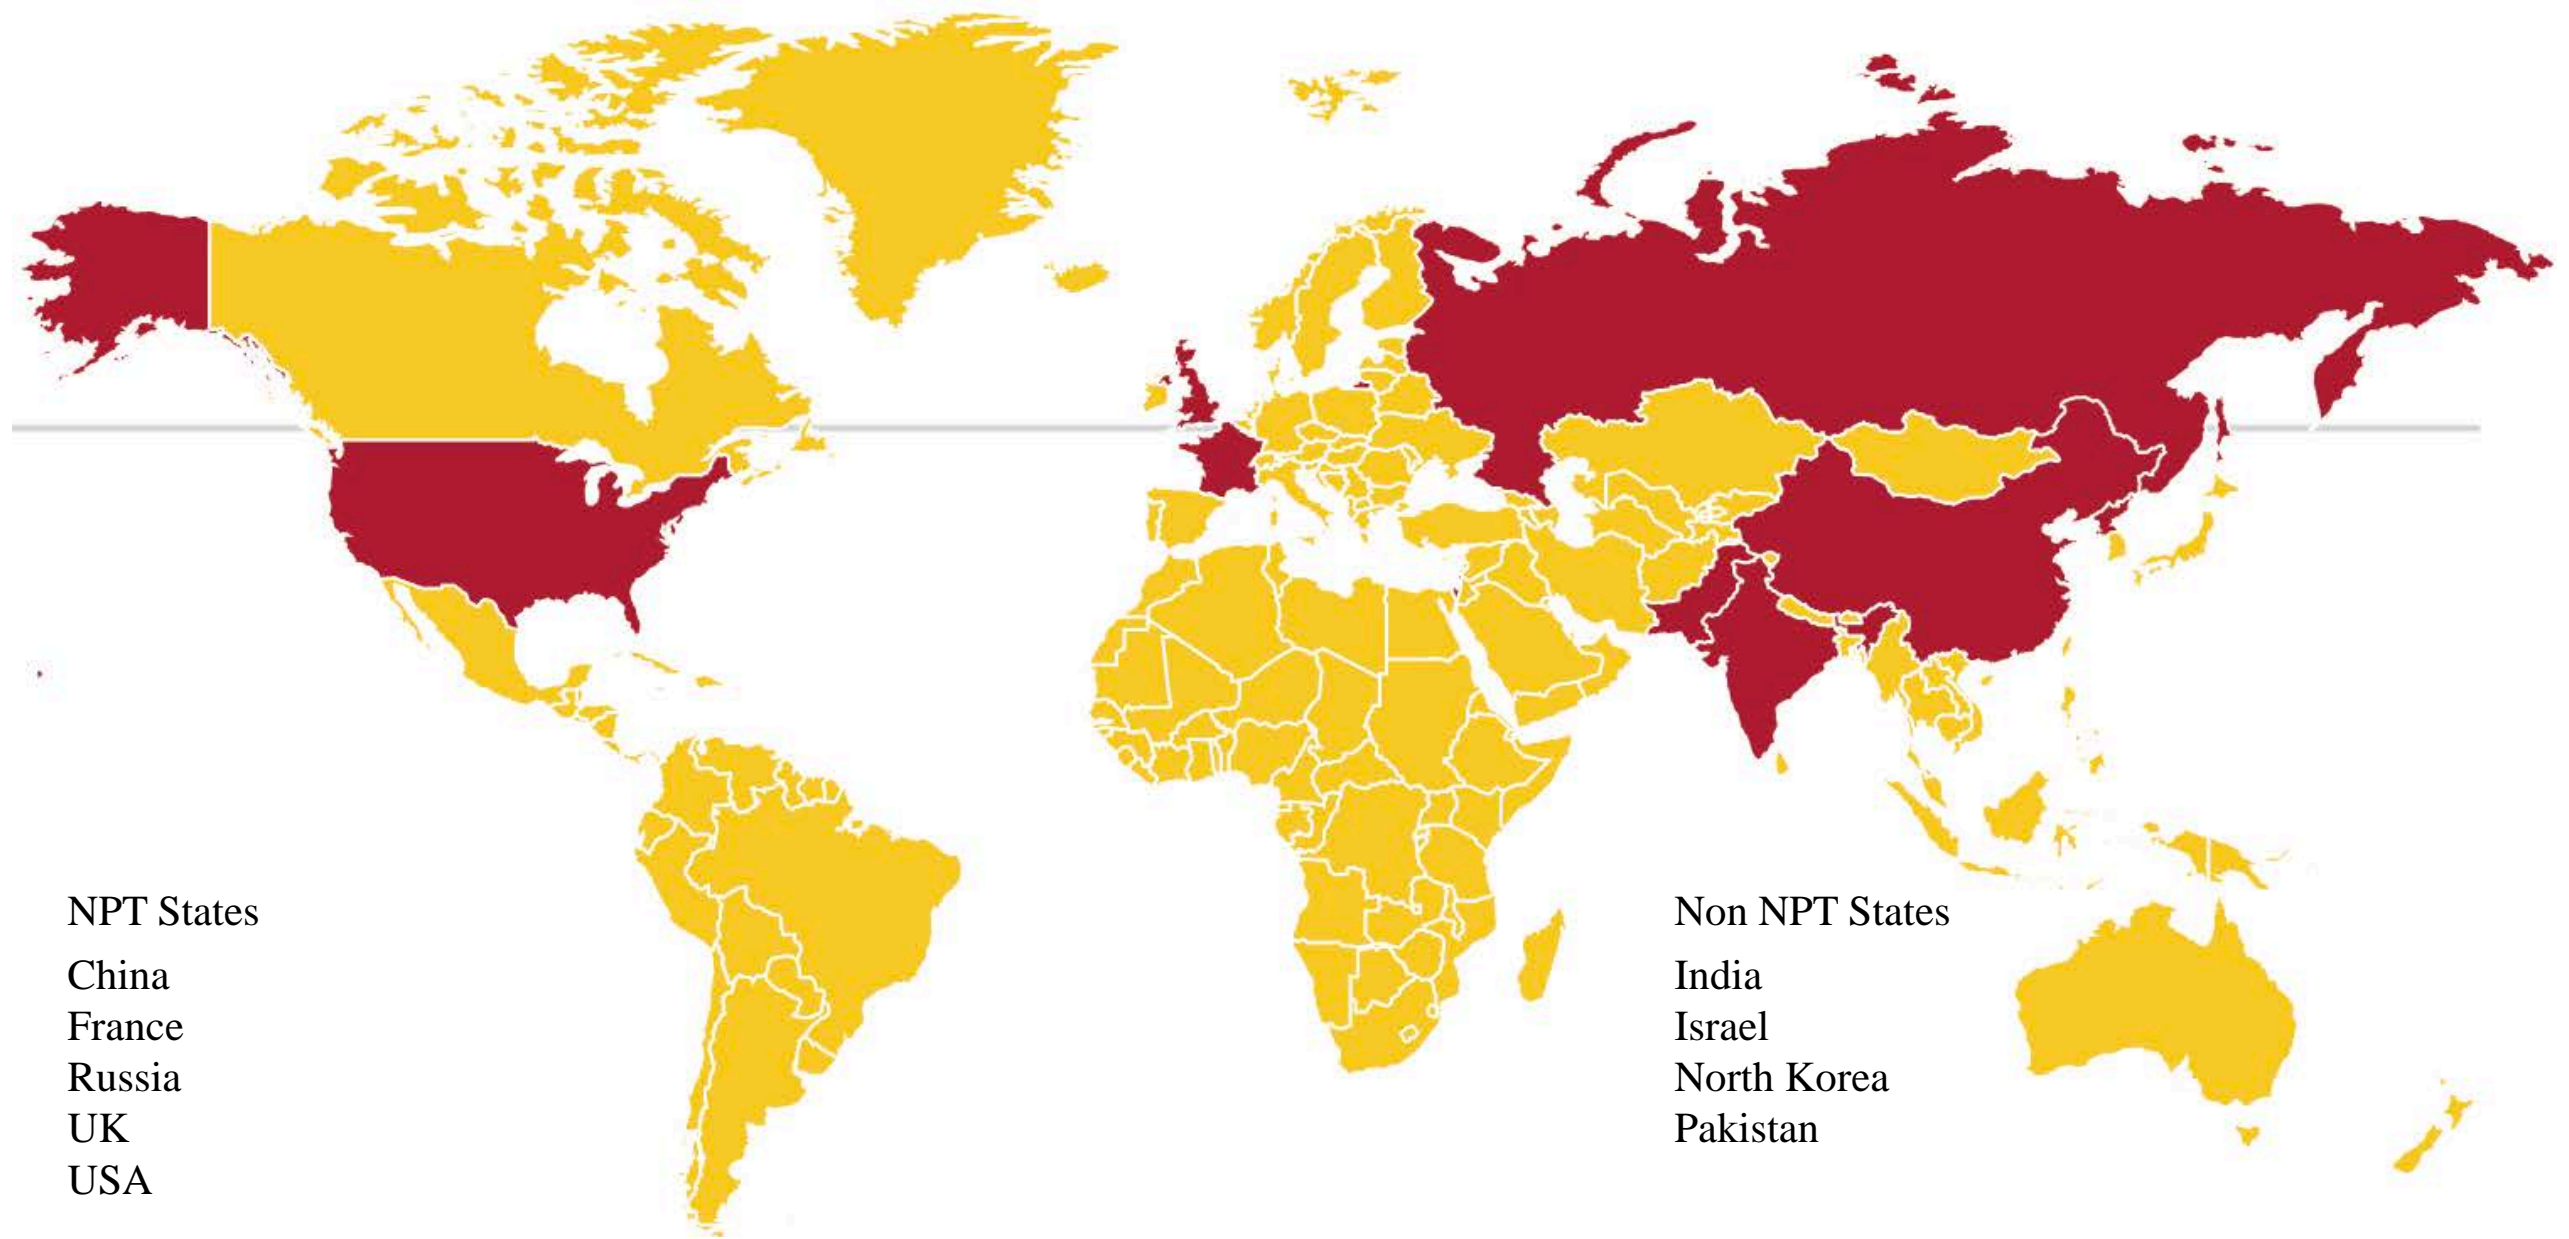 NPT States
China
France
Russia
UK
USA
Non NPT States
India
Israel
North Korea
Pakistan